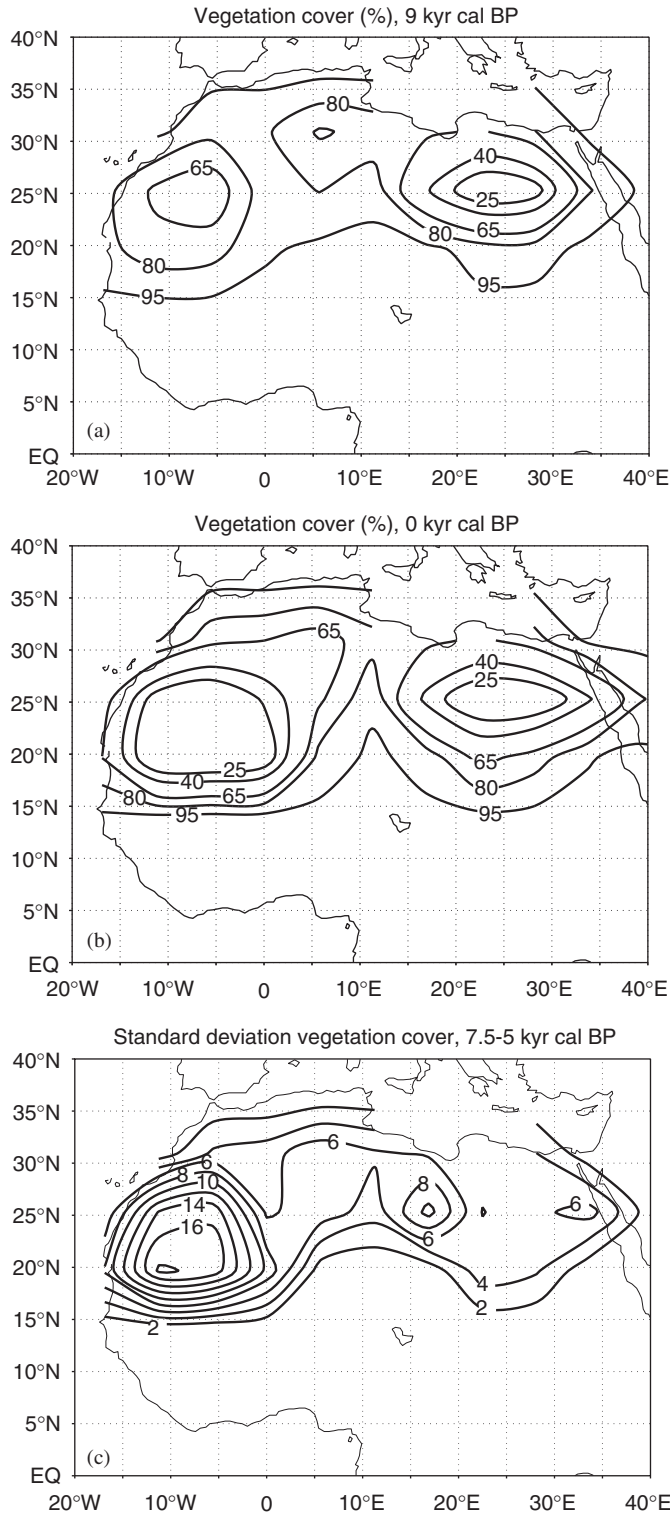 Vegetation cover (%), 9 kyr cal BP
40°N
35°N
80
30°N
65
40
25°N
25
20°N
80
65
80
15°N
95
95
10°N
5°N
(a)
EQ
20°W 10°W 0 10°E 20°E 30°E 40°E
Vegetation cover (%), 0 kyr cal BP
40°N
35°N
65
30°N
40
25°N
25
20°N
40 25
65
80 65
80
15°N
95
95
10°N
5°N
(b)
EQ
20°W 10°W 0 10°E 20°E 30°E 40°E
Standard deviation vegetation cover, 7.5-5 kyr cal BP
40°N
35°N
30°N
6
6
8
10
8
6
25°N
14
16
6
20°N
4
2
15°N
2
10°N
5°N
(c)
EQ
20°W 10°W 0 10°E 20°E 30°E 40°E